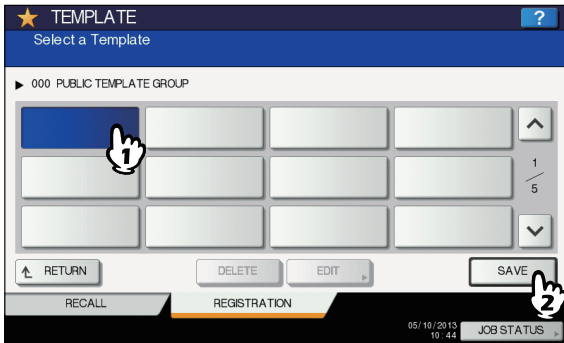 TEMPLATE ?
Select a Template
000 PUBLIC TEMPLATE GROUP
1
1
5
RETURN DELETE EDIT SAVE
2
RECALL REGISTRATION
05/10/2013
10:44 JOB STATUS